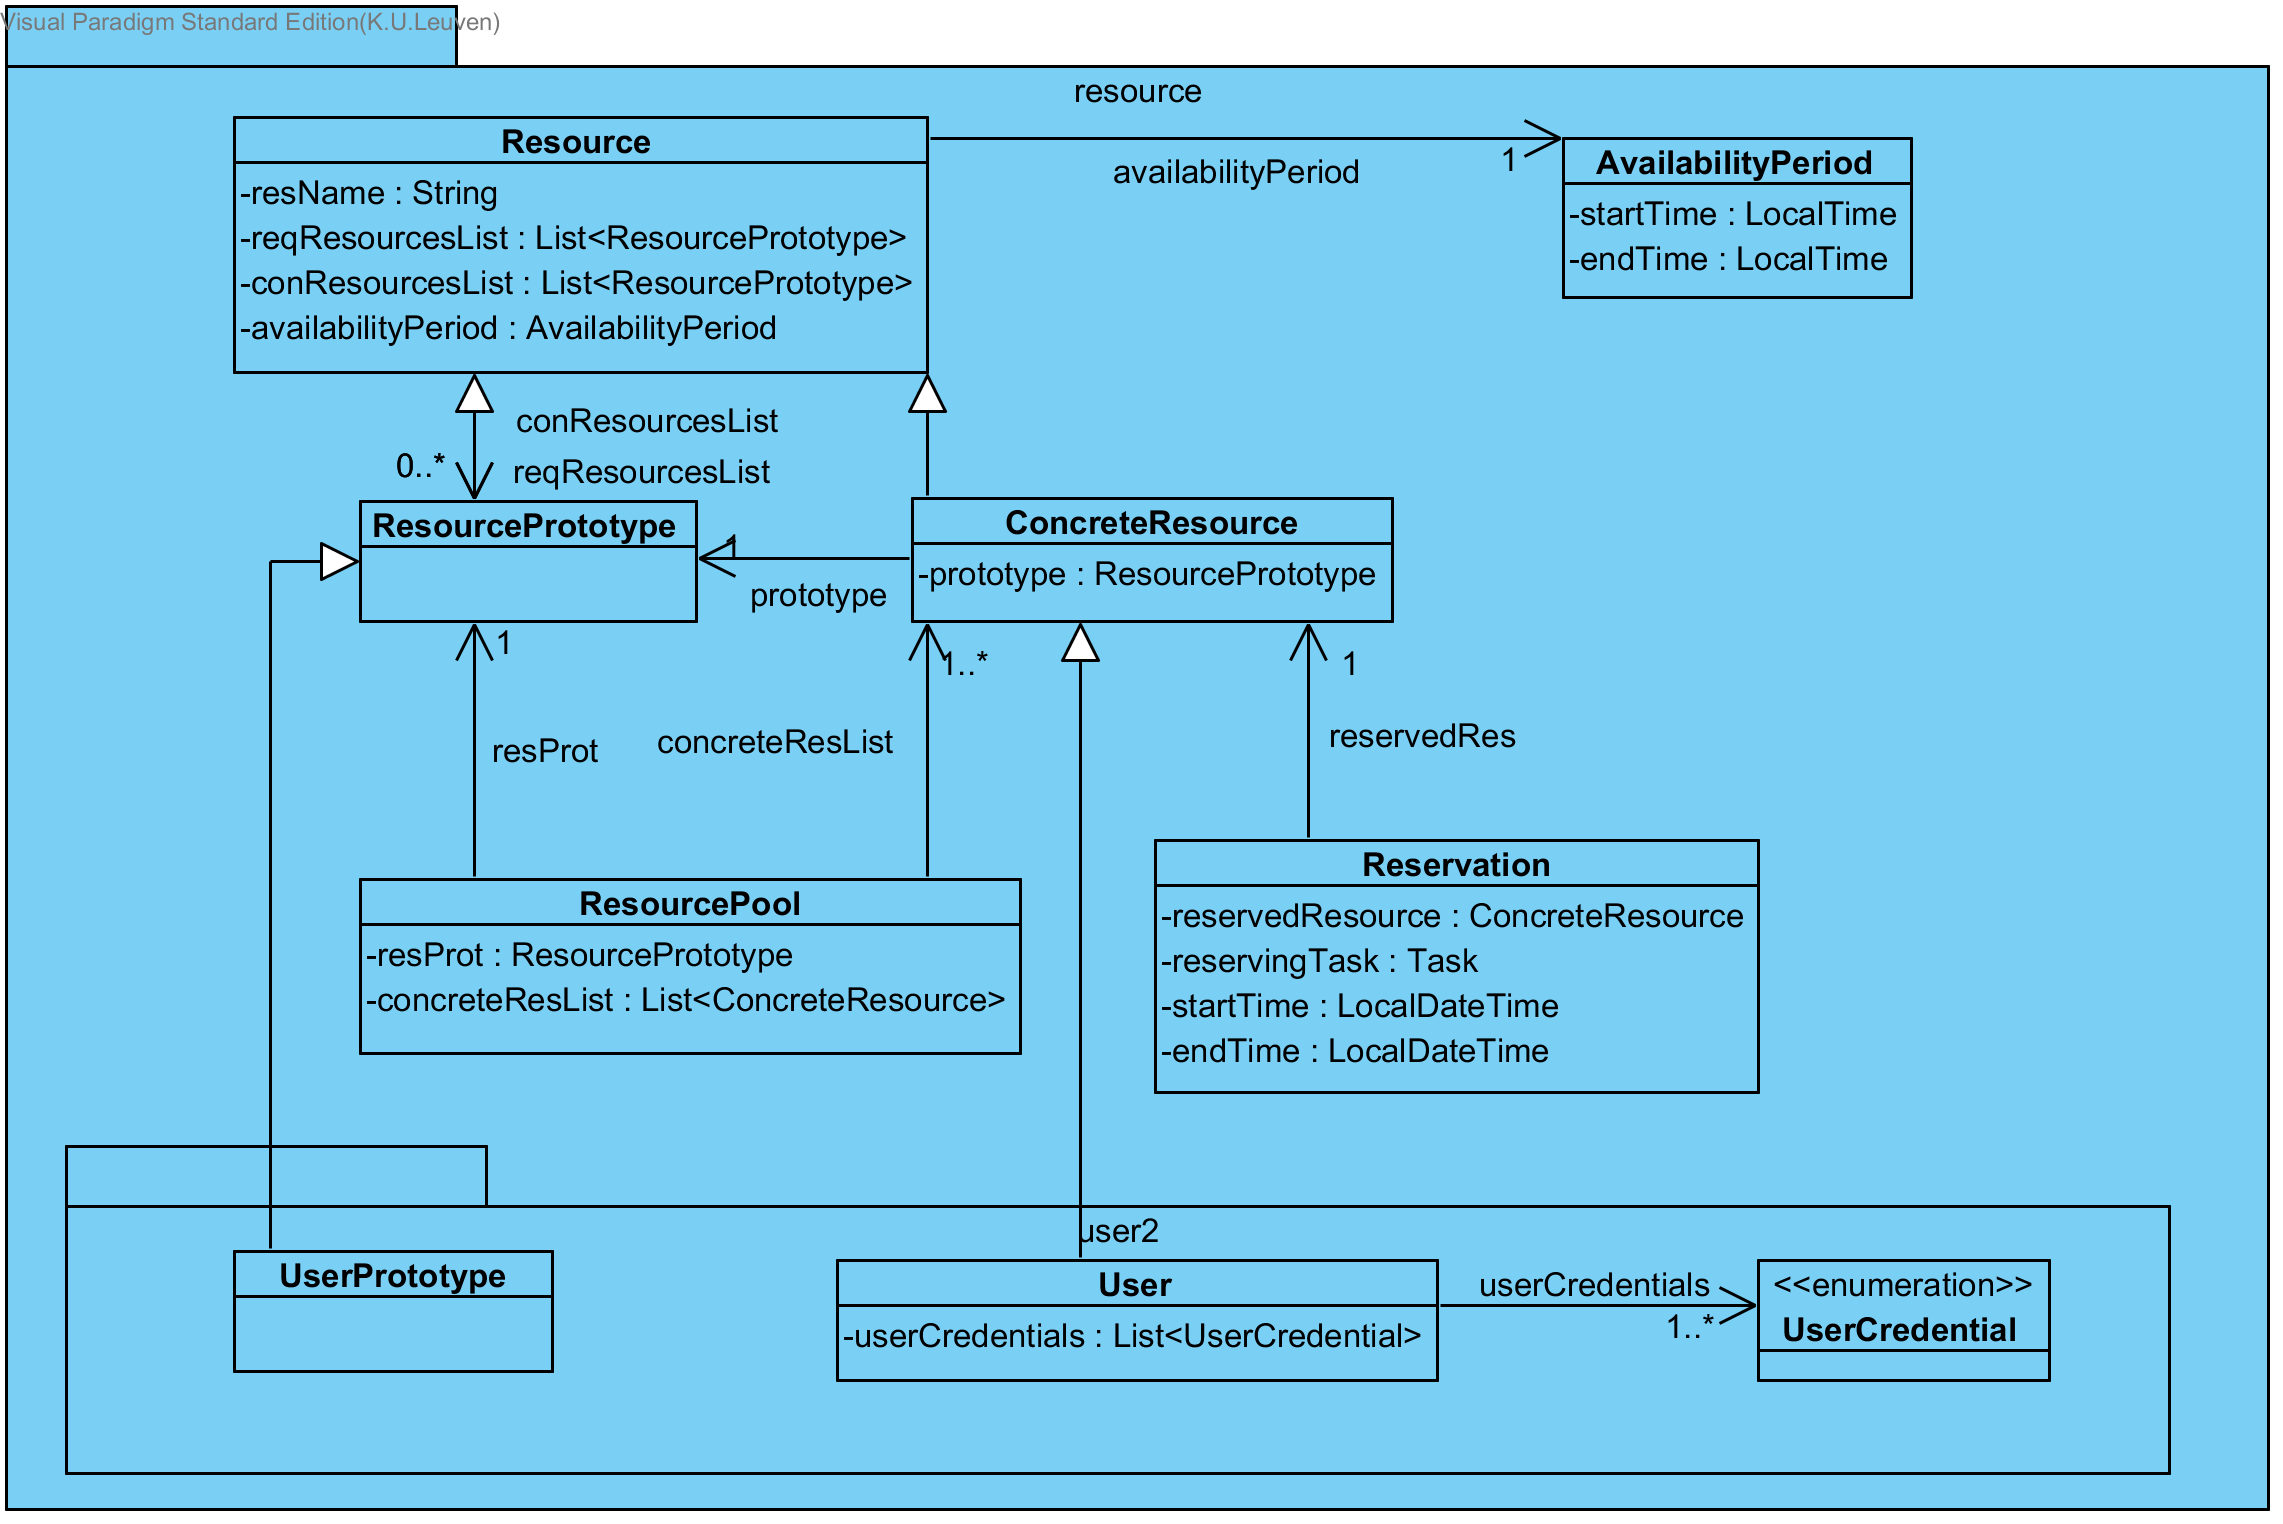 Visual Paradigm Standard Edition(K.U.Leuven)
resource
Resource
-resName : String
-reqResourcesList : List<ResourcePrototype>
-conResourcesList : List<ResourcePrototype>
-availabilityPeriod : AvailabilityPeriod
availabilityPeriod
1
AvailabilityPeriod
-startTime : LocalTime
-endTime : LocalTime
conResourcesList
0..*
reqResourcesList
ResourcePrototype
1
prototype
ConcreteResource
-prototype : ResourcePrototype
1
1..*
1
resProt
concreteResList
reservedRes
ResourcePool
-resProt : ResourcePrototype
-concreteResList : List<ConcreteResource>
Reservation
-reservedResource : ConcreteResource
-reservingTask : Task
-startTime : LocalDateTime
-endTime : LocalDateTime
user2
UserPrototype
User
-userCredentials : List<UserCredential>
userCredentials
1..*
<<enumeration>>
UserCredential